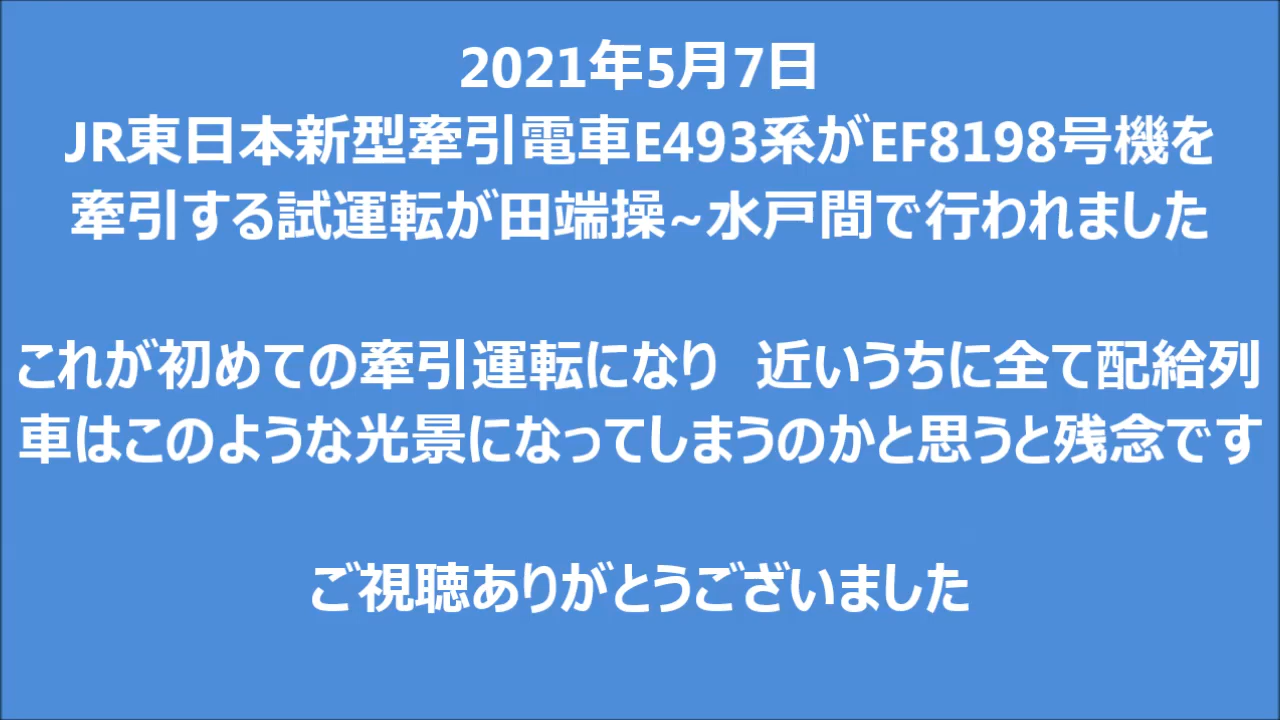 2021年5月7日
JR東日本新型牽引電車E493系がEF8198号機を
牽引する試運転が田端操~水戸間で行われました
これが初めての牽引運転になり　近いうちに全て配給列
車はこのような光景になってしまうのかと思うと残念です
ご視聴ありがとうございました